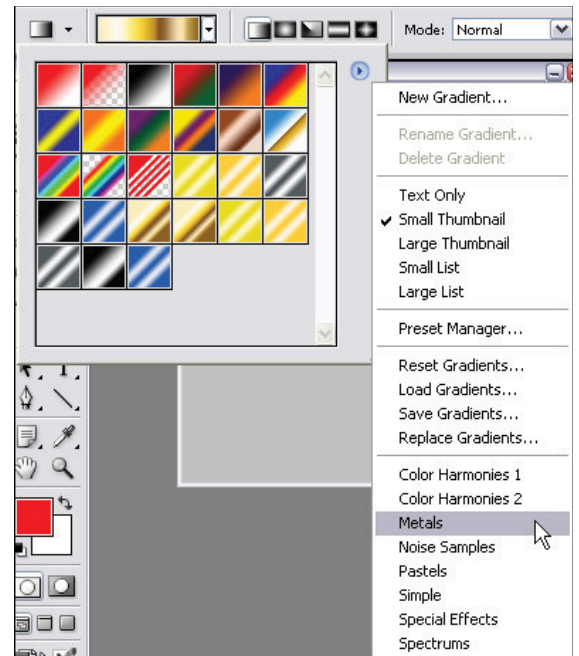 Mode: Normal
New Gradient...
Rename Gradient...
Delete Gradient
Text Only
Small Thumbnail
Large Thumbnail
Small List
Large List
Preset Manager...
Reset Gradients...
Load Gradients...
Save Gradients...
Replace Gradients...
Color Harmonies 1
Color Harmonies 2
Metals
Noise Samples
Pastels
Simple
Special Effects
Spectrums